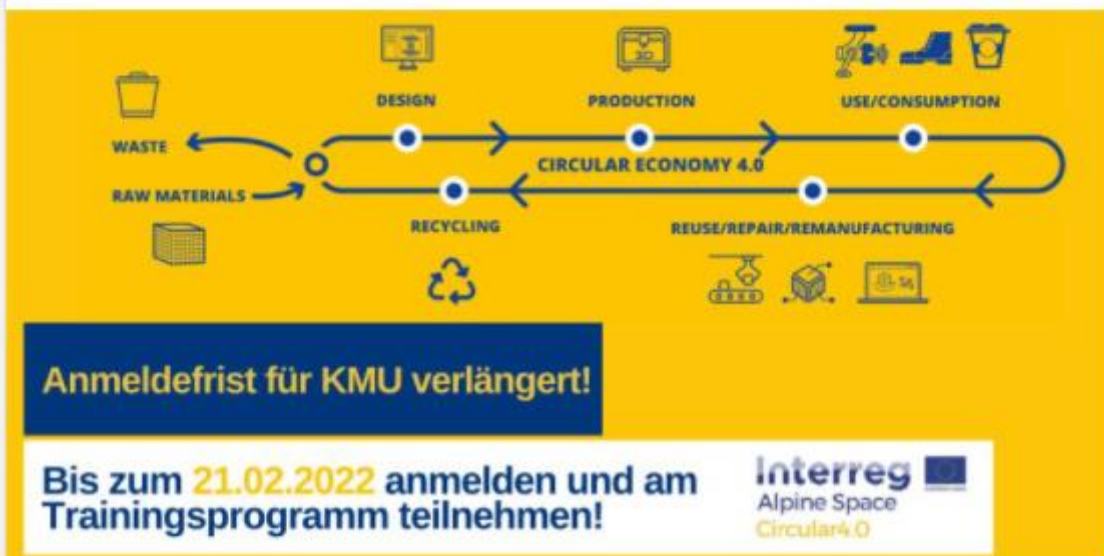 DESIGN
PRODUCTION
USE/CONSUMPTION
WASTE
CIRCULAR ECONOMY 4.0
RAW MATERIALS
RECYCLING
REUSE/REPAIR/REMANUFACTURING
3D
Anmeldefrist für KMU verlängert!
Bis zum 21.02.2022 anmelden und am
Trainingsprogramm teilnehmen!
Interreg
Alpine Space
Circular4.0